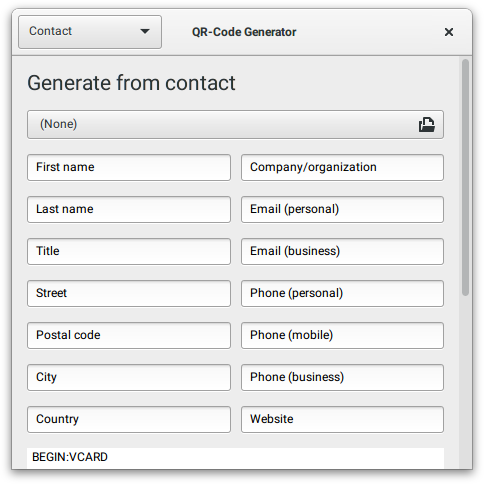 Contact
QR-Code Generator
Generate from contact
(None)
First name
Company/organization
Last name
Email (personal)
Title
Email (business)
Street
Phone (personal)
Postal code
Phone (mobile)
City
Phone (business)
Country
Website
BEGIN:VCARD